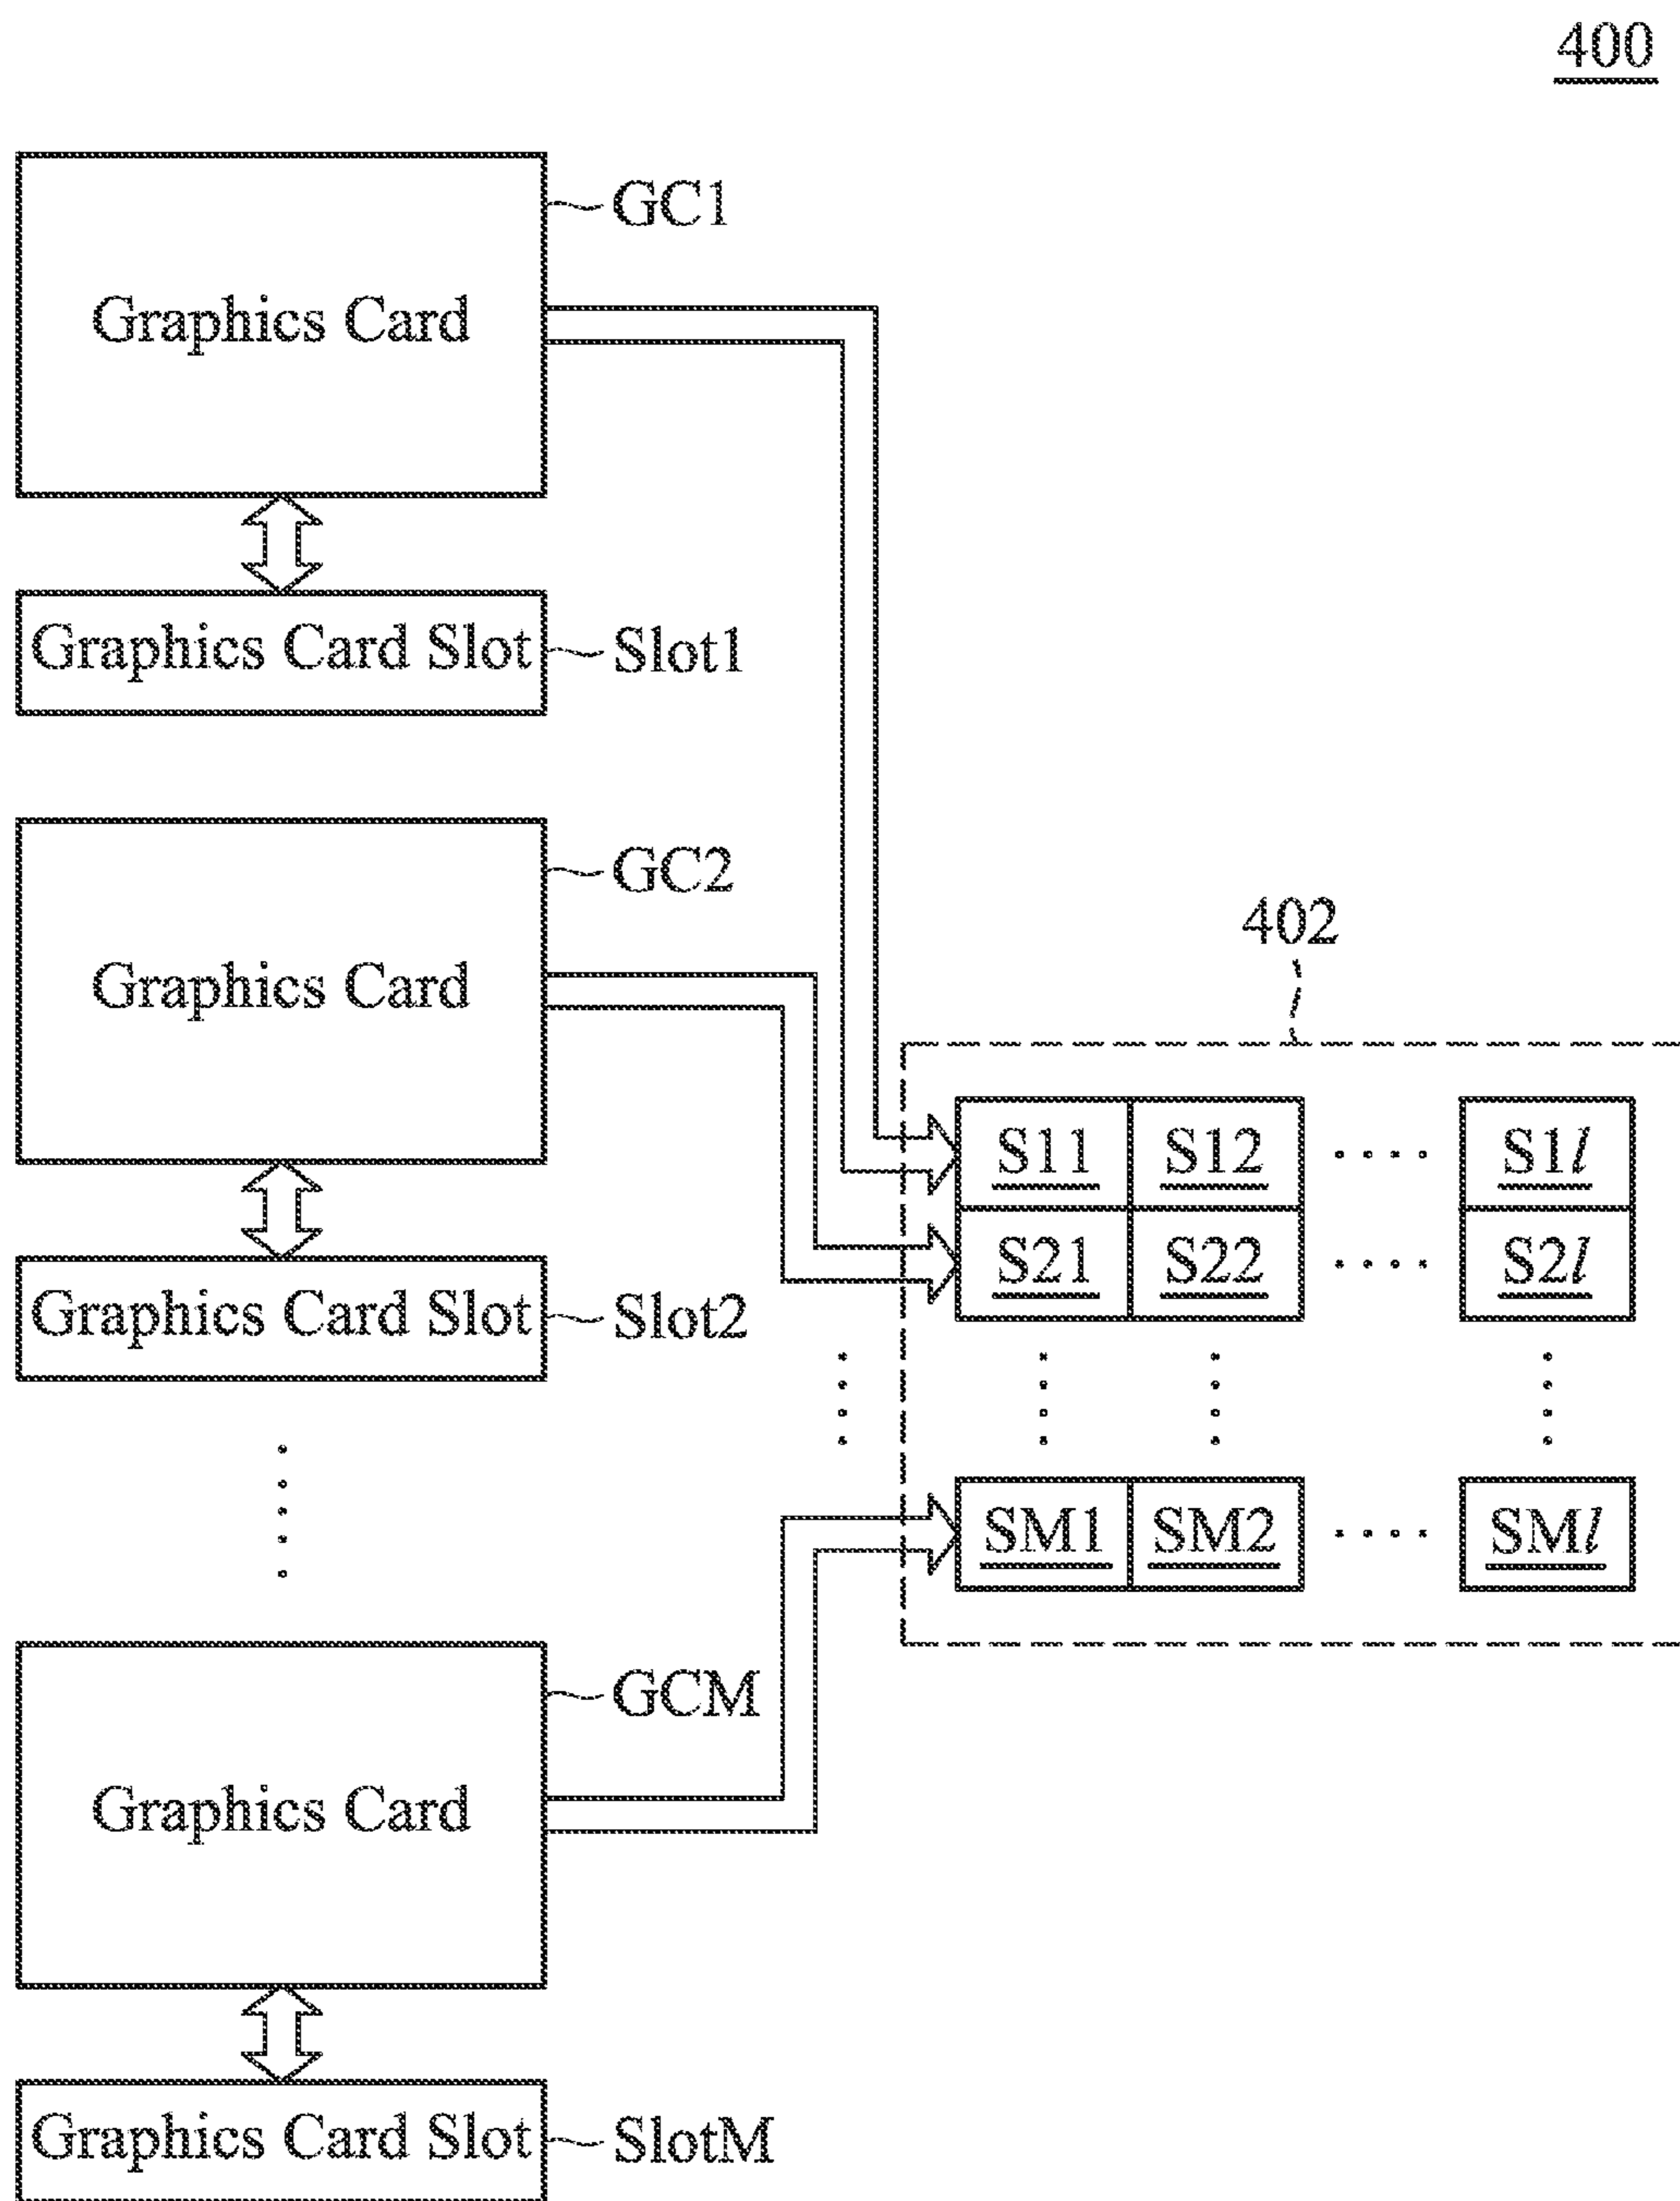 400
GC1
Graphics Card
Graphics Card Slot Slot1
GC2
Graphics Card
402
S11 S12 . . . . S1l
S21 S22 . . . . S2l
Graphics Card Slot Slot2
SM1 SM2 . . . . SMl
GCM
Graphics Card
Graphics Card Slot SlotM